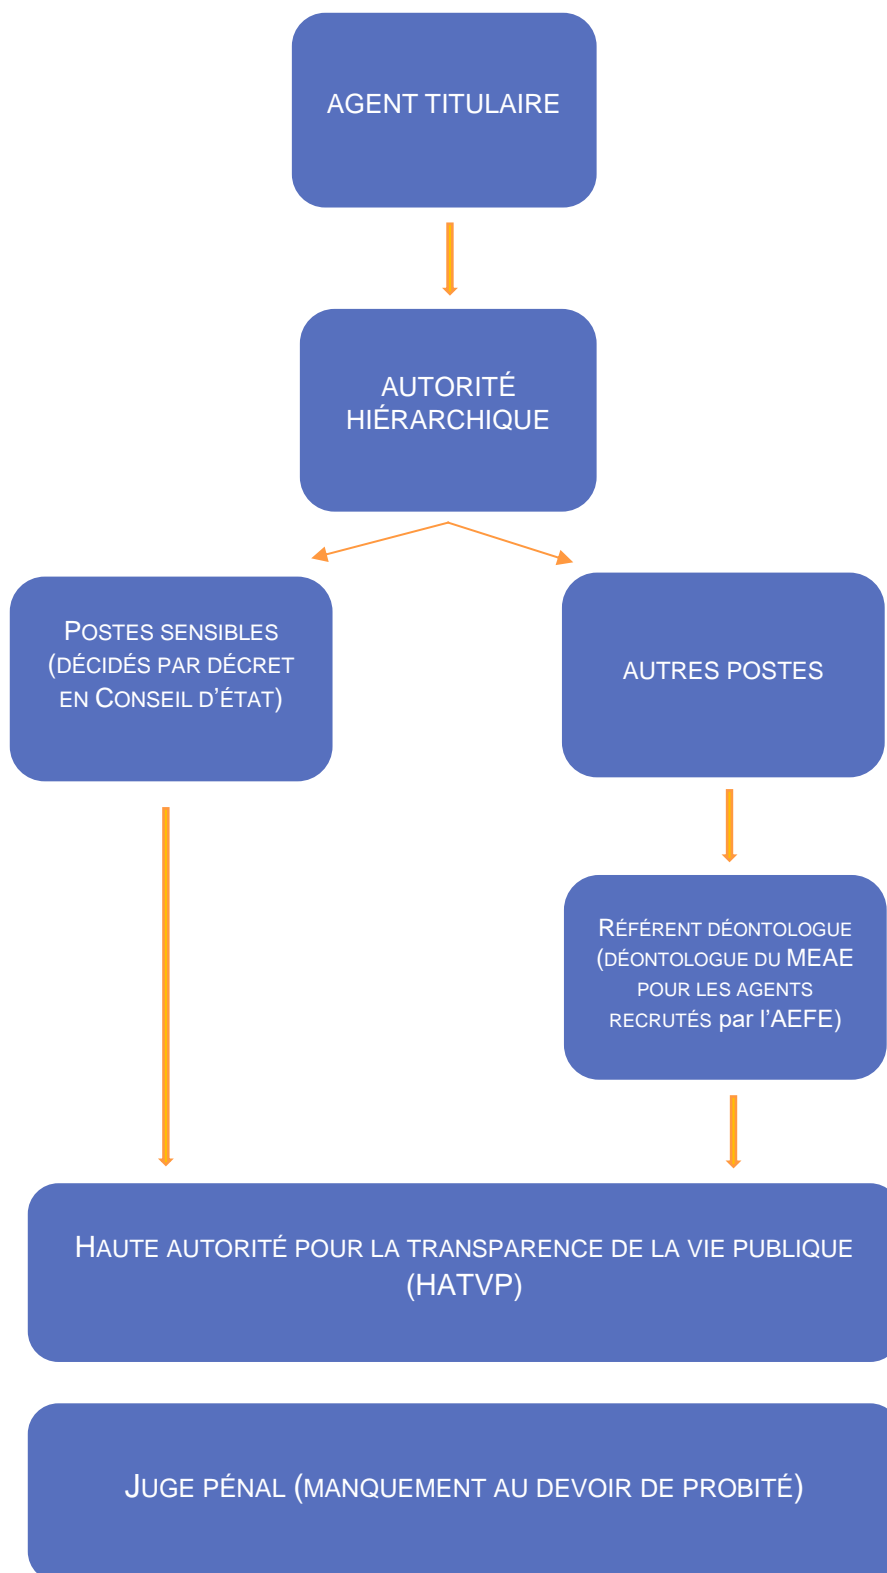 AGENT TITULAIRE
AUTORITÉ
HIÉRARCHIQUE
POSTES SENSIBLES
(DÉCIDÉS PAR DÉCRET
EN CONSEIL D’ÉTAT)
AUTRES POSTES
RÉFÉRENT DÉONTOLOGUE
(DÉONTOLOGUE DU MEAE
POUR LES AGENTS
RECRUTÉS par l’AEFE)
HAUTE AUTORITÉ POUR LA TRANSPARENCE DE LA VIE PUBLIQUE
(HATVP)
JUGE PÉNAL (MANQUEMENT AU DEVOIR DE PROBITÉ)